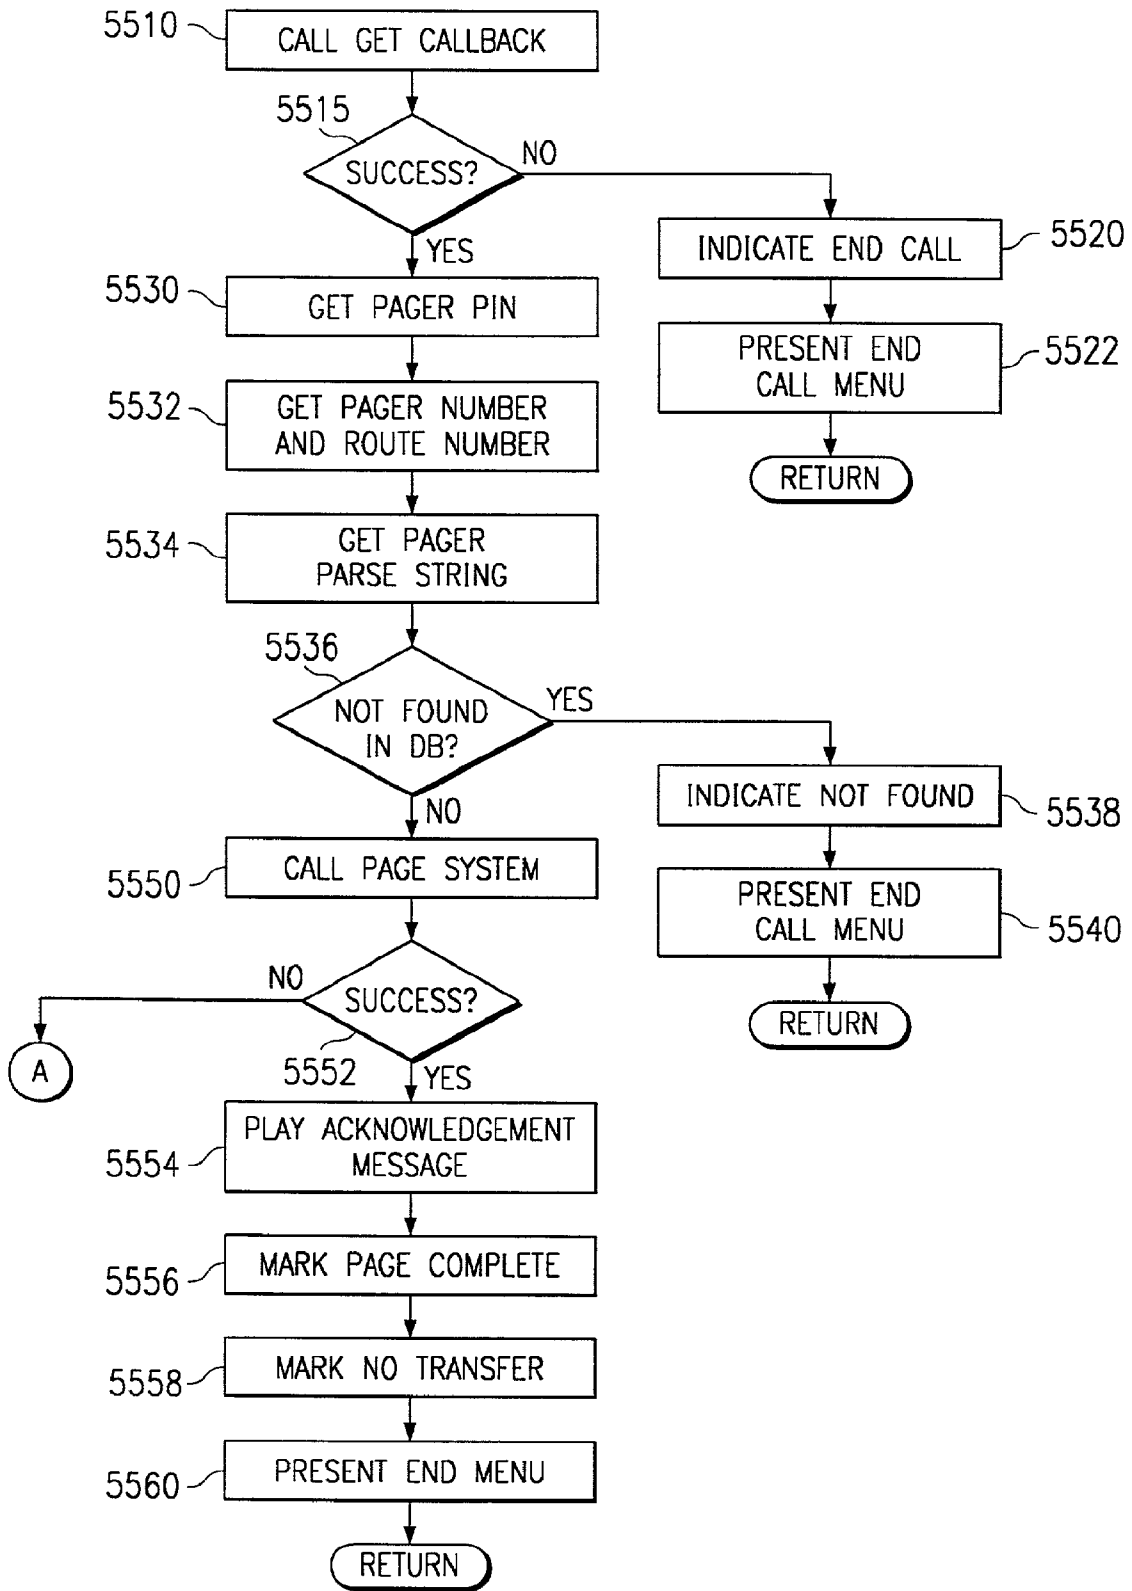 5510
CALL GET CALLBACK
5515
SUCCESS?
NO
YES
INDICATE END CALL
5520
5530
GET PAGER PIN
PRESENT END
CALL MENU
5522
5532
GET PAGER NUMBER
AND ROUTE NUMBER
RETURN
5534
GET PAGER
PARSE STRING
5536
NOT FOUND
IN DB?
YES
NO
INDICATE NOT FOUND
5538
5550
CALL PAGE SYSTEM
PRESENT END
CALL MENU
5540
NO
SUCCESS?
RETURN
A
5552
YES
5554
PLAY ACKNOWLEDGEMENT
MESSAGE
5556
MARK PAGE COMPLETE
5558
MARK NO TRANSFER
5560
PRESENT END MENU
RETURN